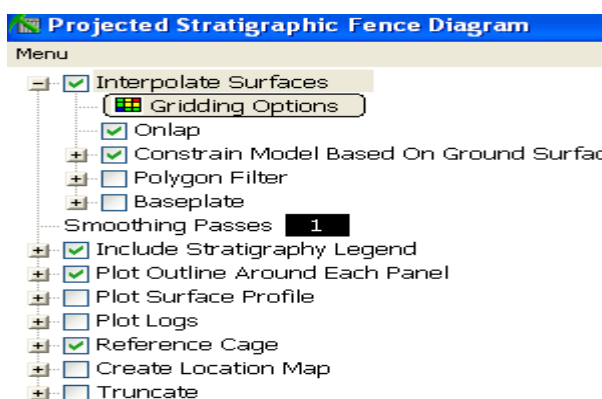 Projected Stratigraphic Fence Diagram
Menu
Interpolate Surfaces
Gridding Options
Onlap
Constrain Model Based On Ground Surfac
Polygon Filter
Baseplate
Smoothing Passes 1
Include Stratigraphy Legend
Plot Outline Around Each Panel
Plot Surface Profile
Plot Logs
Reference Cage
Create Location Map
Truncate